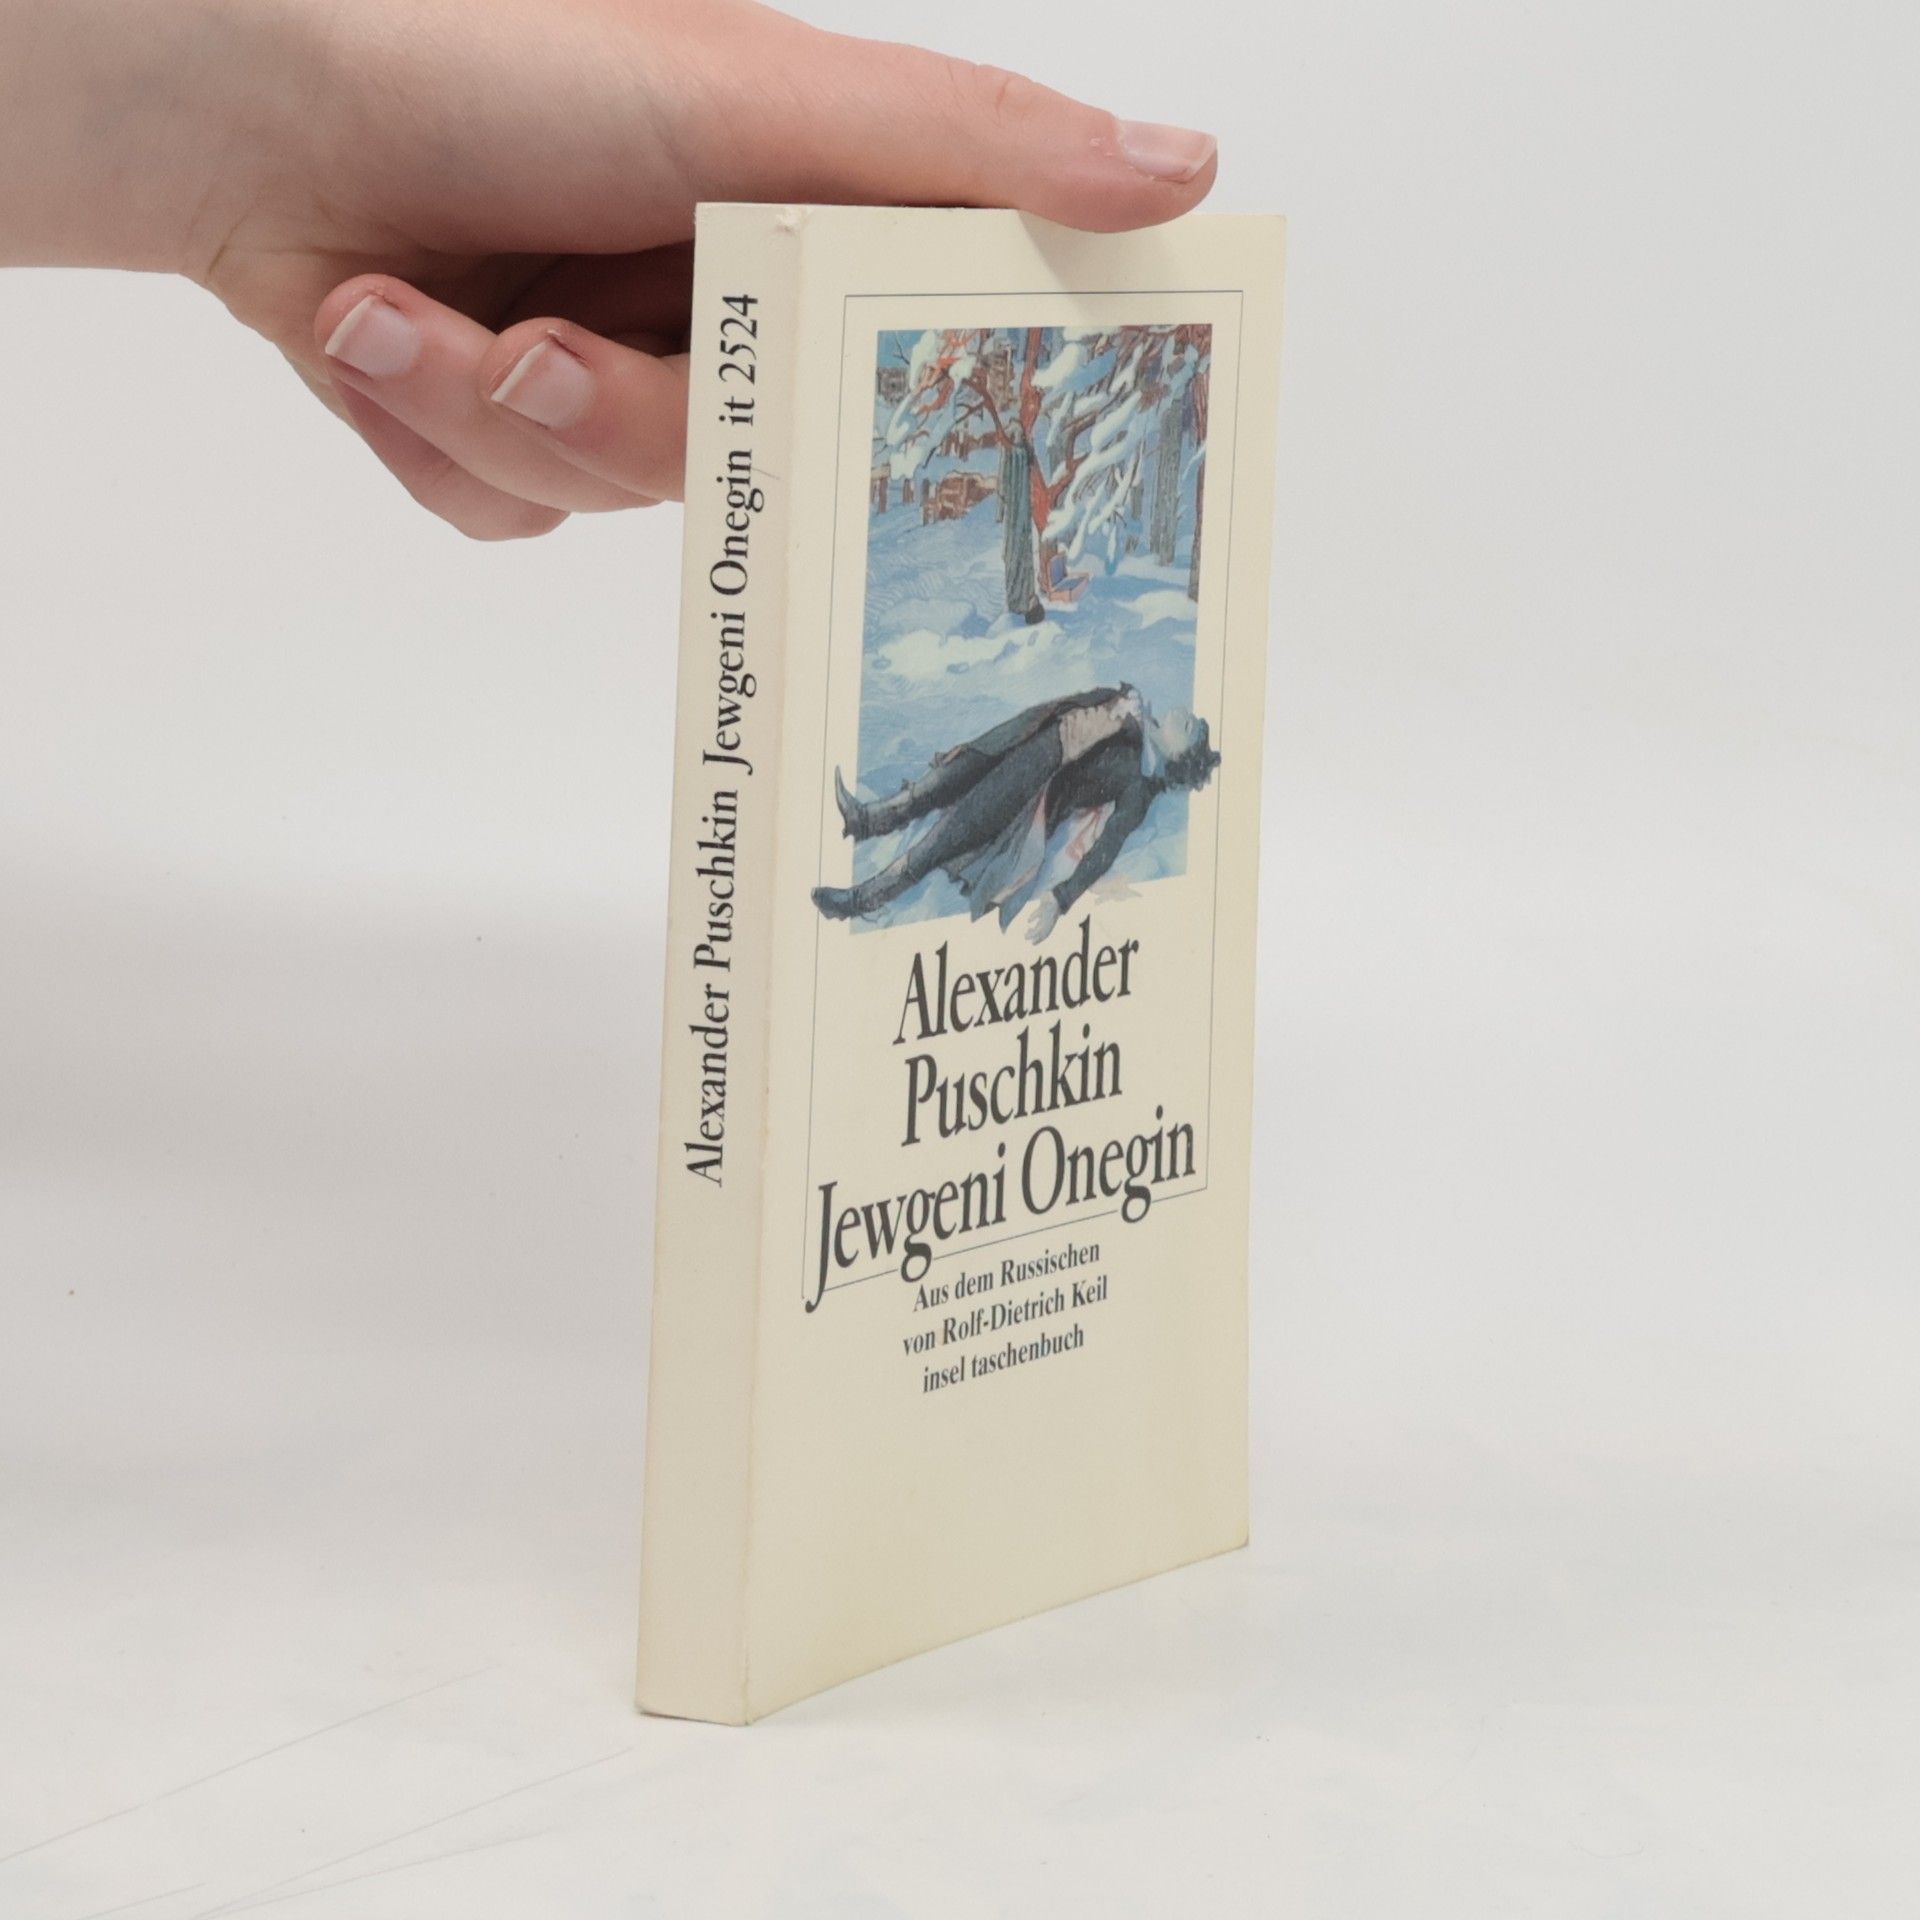 Alexander Puschkin Jewgeni Onegin it 2524
Alexander
Puschkin
Jewgeni Onegin
Aus dem Russischen
von Rolf-Dietrich Keil
insel taschenbuch